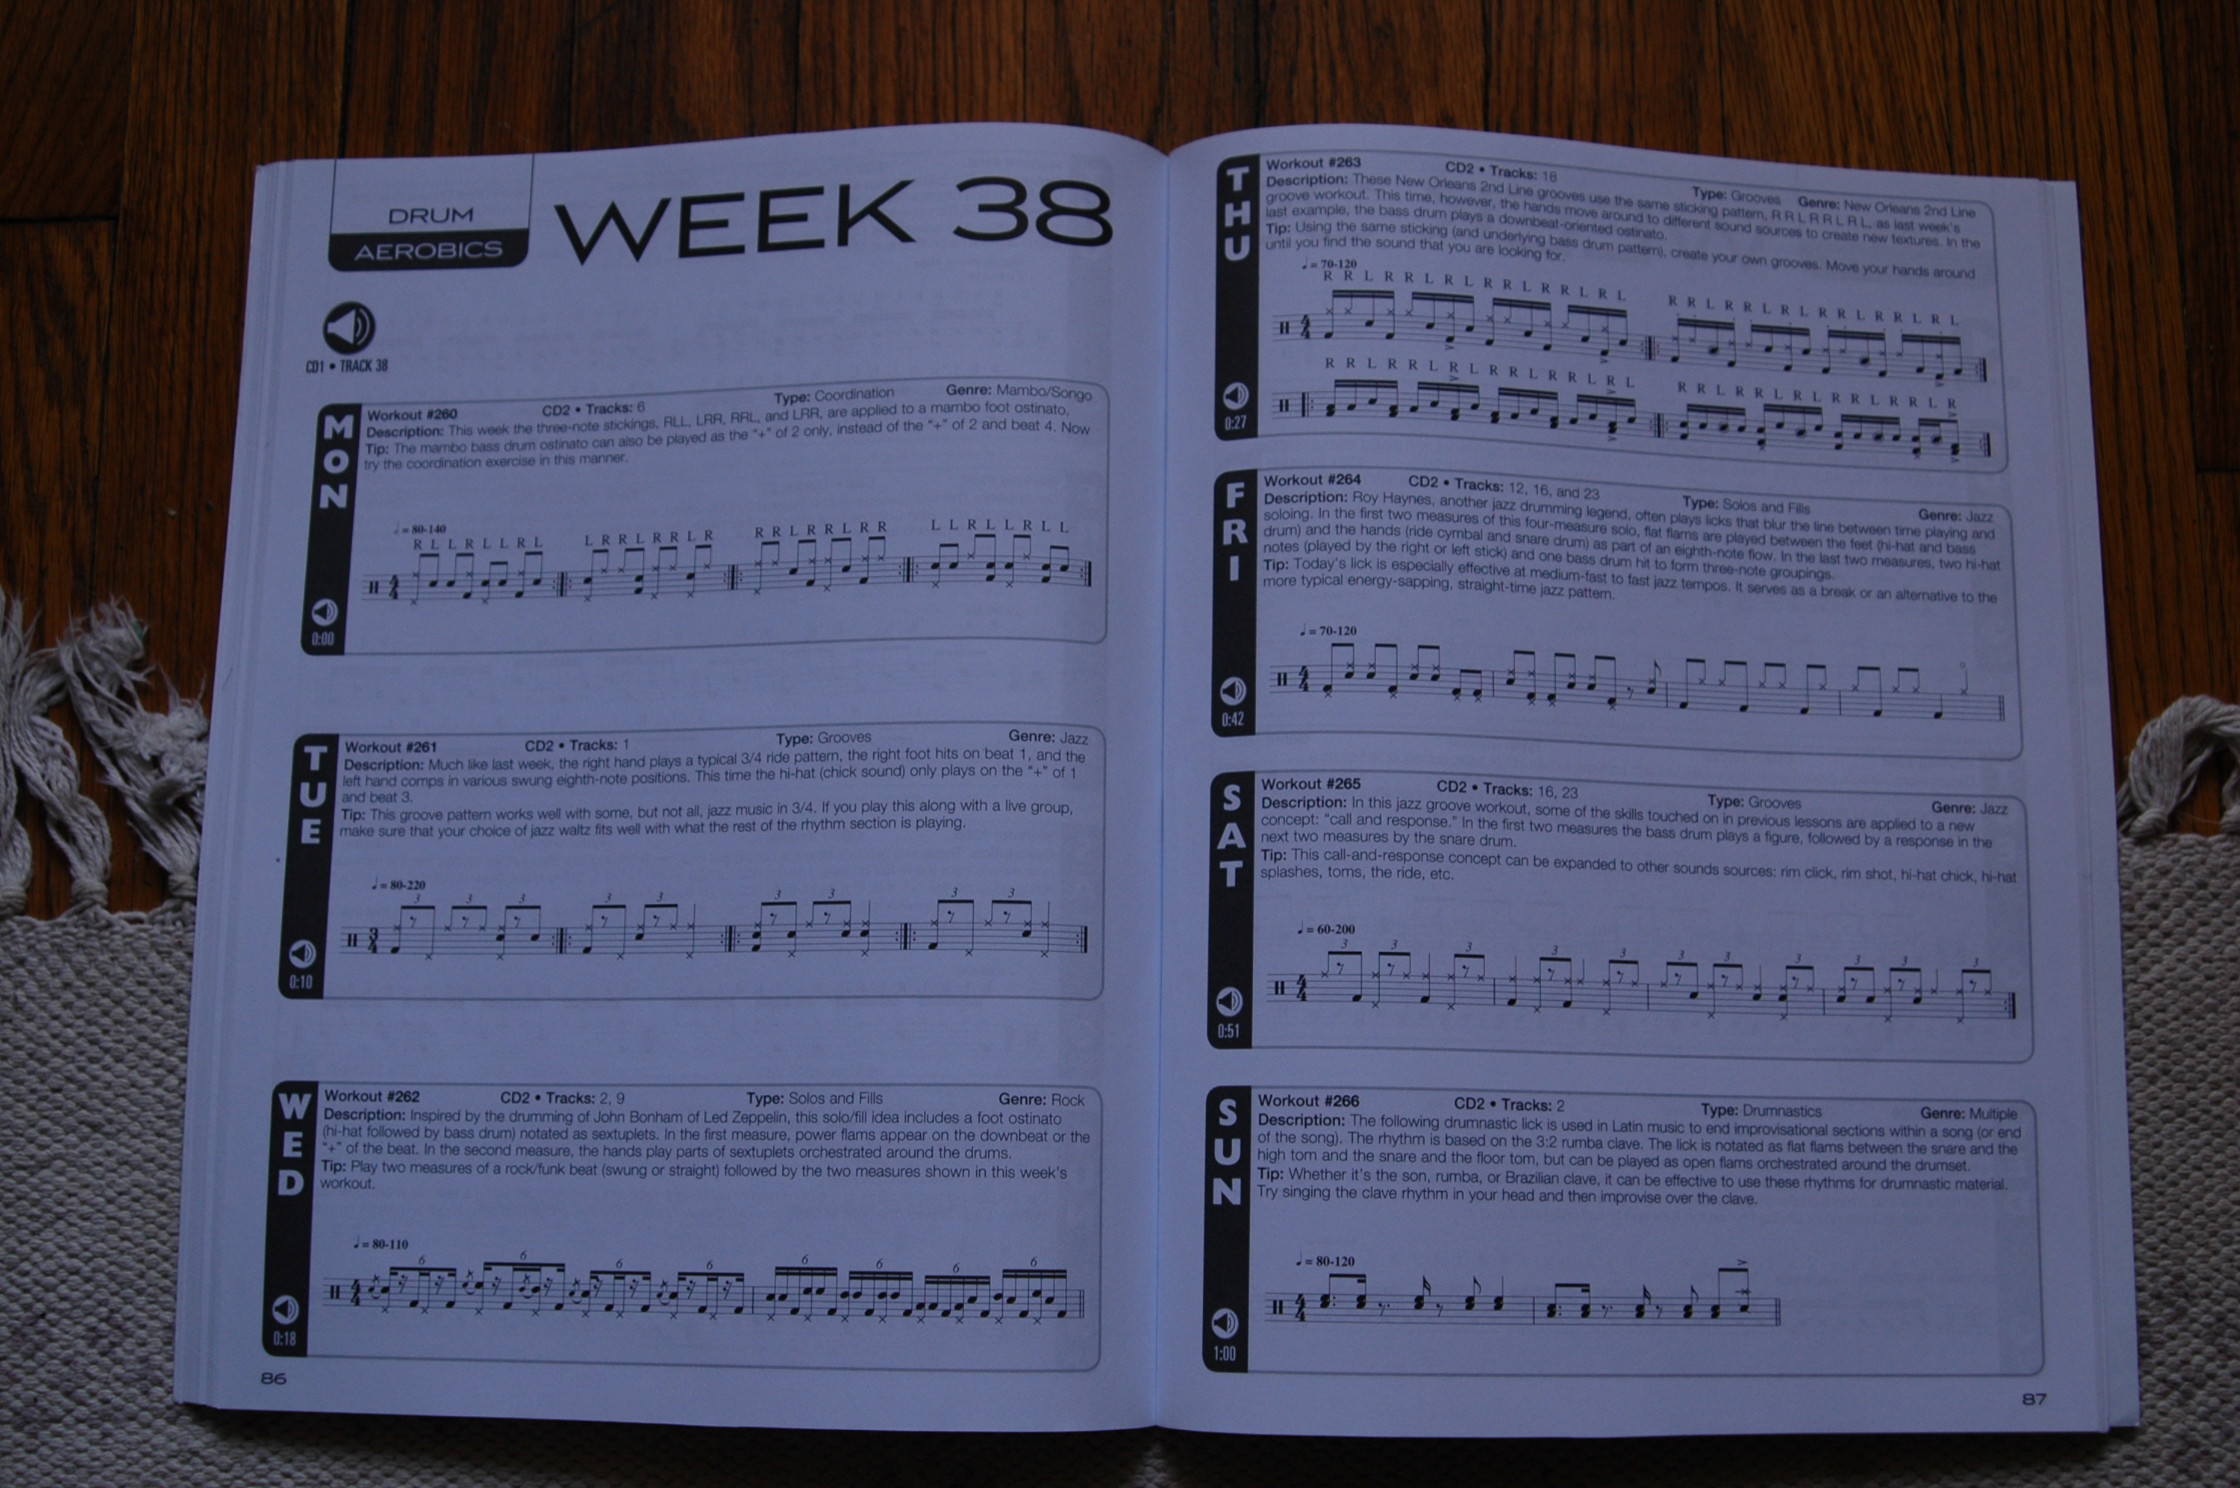 DRUM
AEROBICS
WEEK 38
CD1 • TRACK 38
MON
0:00
Workout #260 CD2 • Tracks: 6 Type: Coordination Genre: Mambo/Songo
Description: This week the three-note stickings, RLL, LRR, RRL, and LRR, are applied to a mambo foot ostinato.
Tip: The mambo bass drum ostinato can also be played as the "+" of 2 only, instead of the "+" of 2 and beat 4. Now
try the coordination exercise in this manner.
♩ = 80-140
R L L R L L R L L R R L R R L R R R L R R L R R L L R L L R L L
TUE
0:10
Workout #261 CD2 • Tracks: 1 Type: Grooves Genre: Jazz
Description: Much like last week, the right hand plays a typical 3/4 ride pattern, the right foot hits on beat 1, and the
left hand comps in various swung eighth-note positions. This time the hi-hat (chick sound) only plays on the "+" of 1
and beat 3.
Tip: This groove pattern works well with some, but not all, jazz music in 3/4. If you play this along with a live group,
make sure that your choice of jazz waltz fits well with what the rest of the rhythm section is playing.
♩ = 80-220
3 3 3 3 3 3 3 3 3
WED
0:18
Workout #262 CD2 • Tracks: 2, 9 Type: Solos and Fills Genre: Rock
Description: Inspired by the drumming of John Bonham of Led Zeppelin, this solo/fill idea includes a foot ostinato
(hi-hat followed by bass drum) notated as sextuplets. In the first measure, power flams appear on the downbeat or the
"+" of the beat. In the second measure, the hands play parts of sextuplets orchestrated around the drums.
Tip: Play two measures of a rock/funk beat (swung or straight) followed by the two measures shown in this week's
workout.
♩ = 80-110
6 6 6 6 6 6 6 6
86
THU
0:27
Workout #263 CD2 • Tracks: 18 Type: Grooves Genre: New Orleans 2nd Line
Description: These New Orleans 2nd Line grooves use the same sticking pattern, R R L R R L R L, as last week's
groove workout. This time, however, the hands move around to different sound sources to create new textures. In the
last example, the bass drum plays a downbeat-oriented ostinato.
Tip: Using the same sticking (and underlying bass drum pattern), create your own grooves. Move your hands around
until you find the sound that you are looking for.
♩ = 70-120
R R L R R L R L R R L R R L R L R R L R R L R L R R L R R L R L
R R L R R L R L R R L R R L R L R R L R R L R L R R L R R L R
FRI
0:42
Workout #264 CD2 • Tracks: 12, 16, and 23 Type: Solos and Fills Genre: Jazz
Description: Roy Haynes, another jazz drumming legend, often plays licks that blur the line between time playing and
soloing. In the first two measures of this four-measure solo, flat flams are played between the feet (hi-hat and bass
drum) and the hands (ride cymbal and snare drum) as part of an eighth-note flow. In the last two measures, two hi-hat
notes (played by the right or left stick) and one bass drum hit to form three-note groupings.
Tip: Today's lick is especially effective at medium-fast to fast jazz tempos. It serves as a break or an alternative to the
more typical energy-sapping, straight-time jazz pattern.
♩ = 70-120
SAT
0:51
Workout #265 CD2 • Tracks: 16, 23 Type: Grooves Genre: Jazz
Description: In this jazz groove workout, some of the skills touched on in previous lessons are applied to a new
concept: "call and response." In the first two measures the bass drum plays a figure, followed by a response in the
next two measures by the snare drum.
Tip: This call-and-response concept can be expanded to other sounds sources: rim click, rim shot, hi-hat chick, hi-hat
splashes, toms, the ride, etc.
♩ = 60-200
3 3 3 3 3 3 3 3 3 3 3
SUN
1:00
Workout #266 CD2 • Tracks: 2 Type: Drumnastics Genre: Multiple
Description: The following drumnastic lick is used in Latin music to end improvisational sections within a song (or end
of the song). The rhythm is based on the 3:2 rumba clave. The lick is notated as flat flams between the snare and the
high tom and the snare and the floor tom, but can be played as open flams orchestrated around the drumset.
Tip: Whether it's the son, rumba, or Brazilian clave, it can be effective to use these rhythms for drumnastic material.
Try singing the clave rhythm in your head and then improvise over the clave.
♩ = 80-120
87